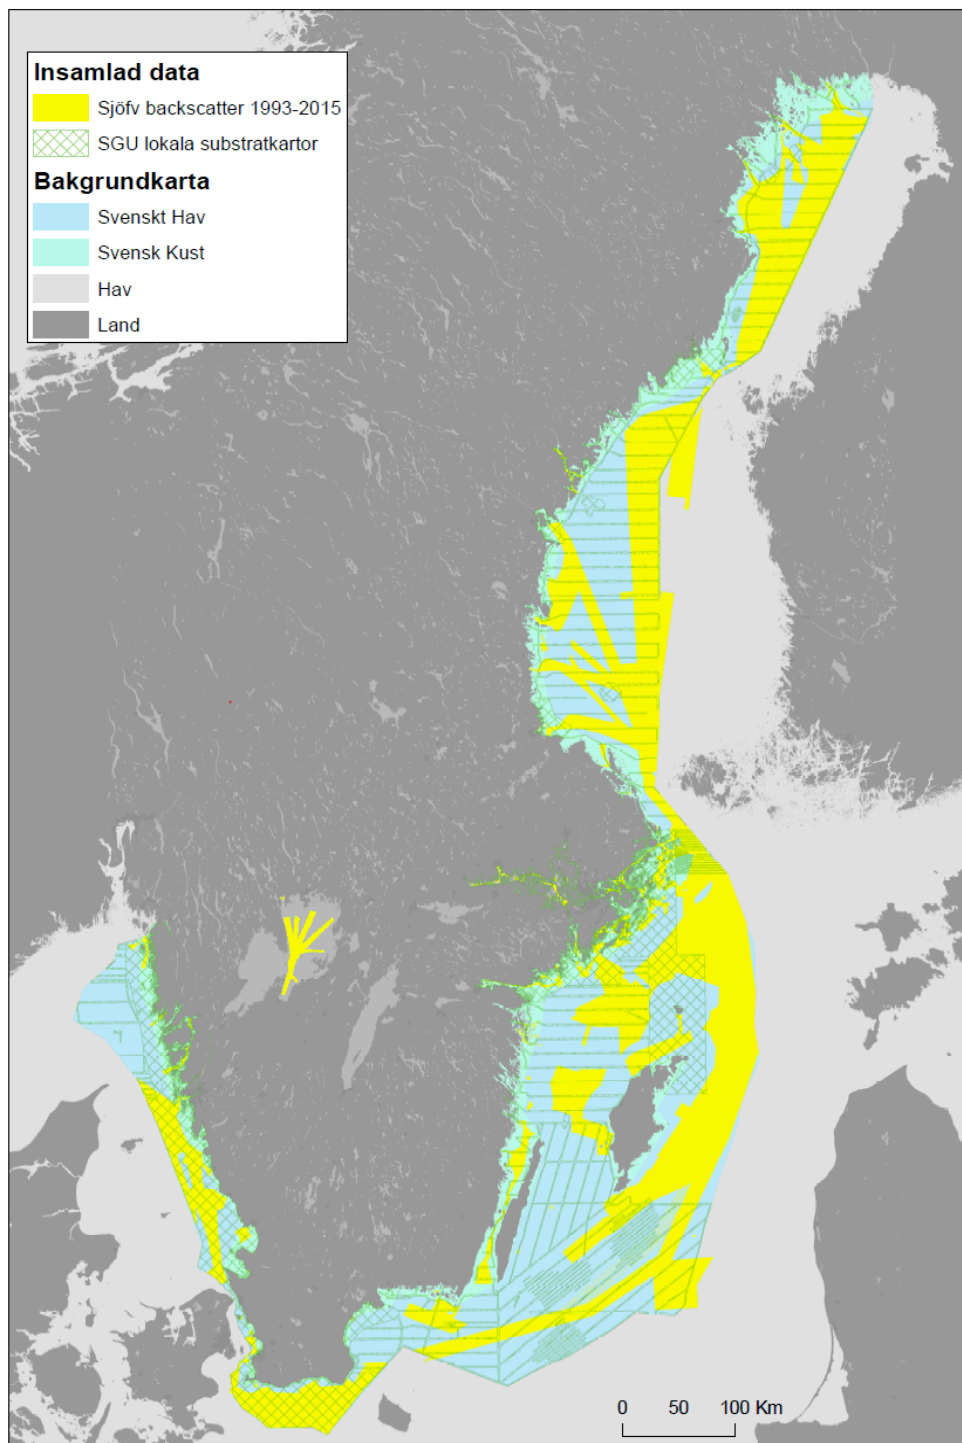 Insamlad data
Sjöfv backscatter 1993-2015
SGU lokala substratkartor
Bakgrundkarta
Svenskt Hav
Svensk Kust
Hav
Land
0 50 100 Km